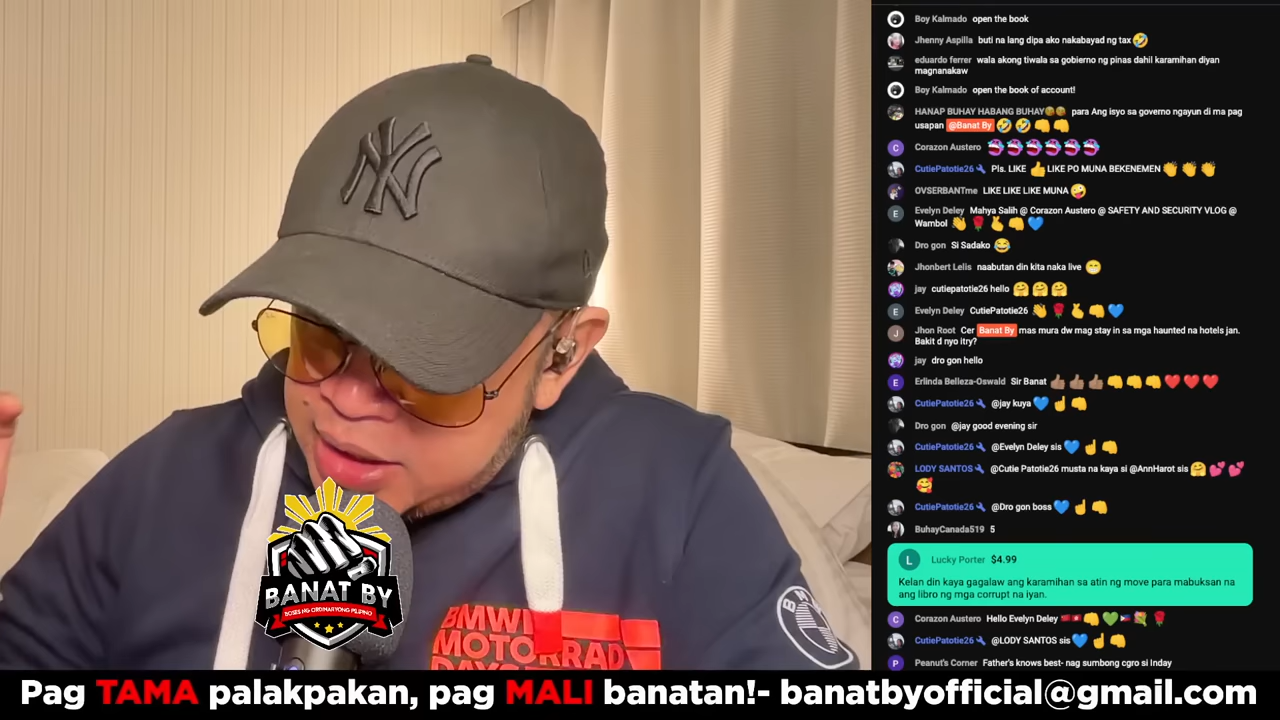 NY
BANAT BY
BOSES NG ORDINARYONG PILIPINO
BMW
MOTORRAD
DAYS
BMW
Boy Kalmado open the book
Jhenny Aspilla buti na lang dipa ako nakabayad ng tax 🤣
eduardo ferrer wala akong tiwala sa gobierno ng pinas dahil karamihan diyan
magnanakaw
Boy Kalmado open the book of account!
HANAP BUHAY HABANG BUHAY para Ang isyo sa governo ngayun di ma pag
usapan @Banat By 🤣 🤣 👊 👊
C Corazon Austero
CutiePatotie26 Pls. LIKE 👍 LIKE PO MUNA BEKENEMEN 👏 👏 👏
OVSERBANTme LIKE LIKE LIKE MUNA 🤪
E Evelyn Deley Mahya Salih @ Corazon Austero @ SAFETY AND SECURITY VLOG @
Wambol 👋 🌹 🫰 👊 💙
Dro gon Si Sadako 😂
Jhonbert Lelis naabutan din kita naka live 😁
jay cutiepatotie26 hello 🤗 🤗 🤗
E Evelyn Deley CutiePatotie26 👋 🌹 🫰 👊 💙
J Jhon Root Cer Banat By mas mura dw mag stay in sa mga haunted na hotels jan.
Bakit d nyo itry?
jay dro gon hello
E Erlinda Belleza-Oswald Sir Banat 👍🏽 👍🏽 👍🏽 👊 👊 👊 ❤️ ❤️ ❤️
CutiePatotie26 @jay kuya 💙 ☝️ 👊
Dro gon @jay good evening sir
CutiePatotie26 @Evelyn Deley sis 💙 ☝️ 👊
LODY SANTOS @Cutie Patotie26 musta na kaya si @AnnHarot sis 🤗 💕 💕
🥰
CutiePatotie26 @Dro gon boss 💙 ☝️ 👊
BuhayCanada519 5
L Lucky Porter $4.99
Kelan din kaya gagalaw ang karamihan sa atin ng move para mabuksan na
ang libro ng mga corrupt na iyan.
C Corazon Austero Hello Evelyn Deley
CutiePatotie26 @LODY SANTOS sis 💙 ☝️ 👊
P Peanut's Corner Father's knows best- nag sumbong cgro si Inday
Pag TAMA palakpakan, pag MALI banatan!- banatbyofficial@gmail.com